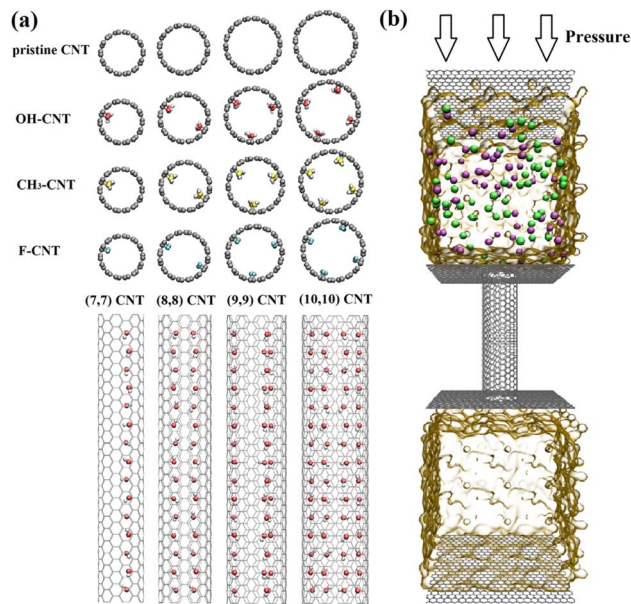 (a)
(b)
Pressure
pristine CNT
OH-CNT
CH₃-CNT
F-CNT
(7,7) CNT (8,8) CNT (9,9) CNT (10,10) CNT